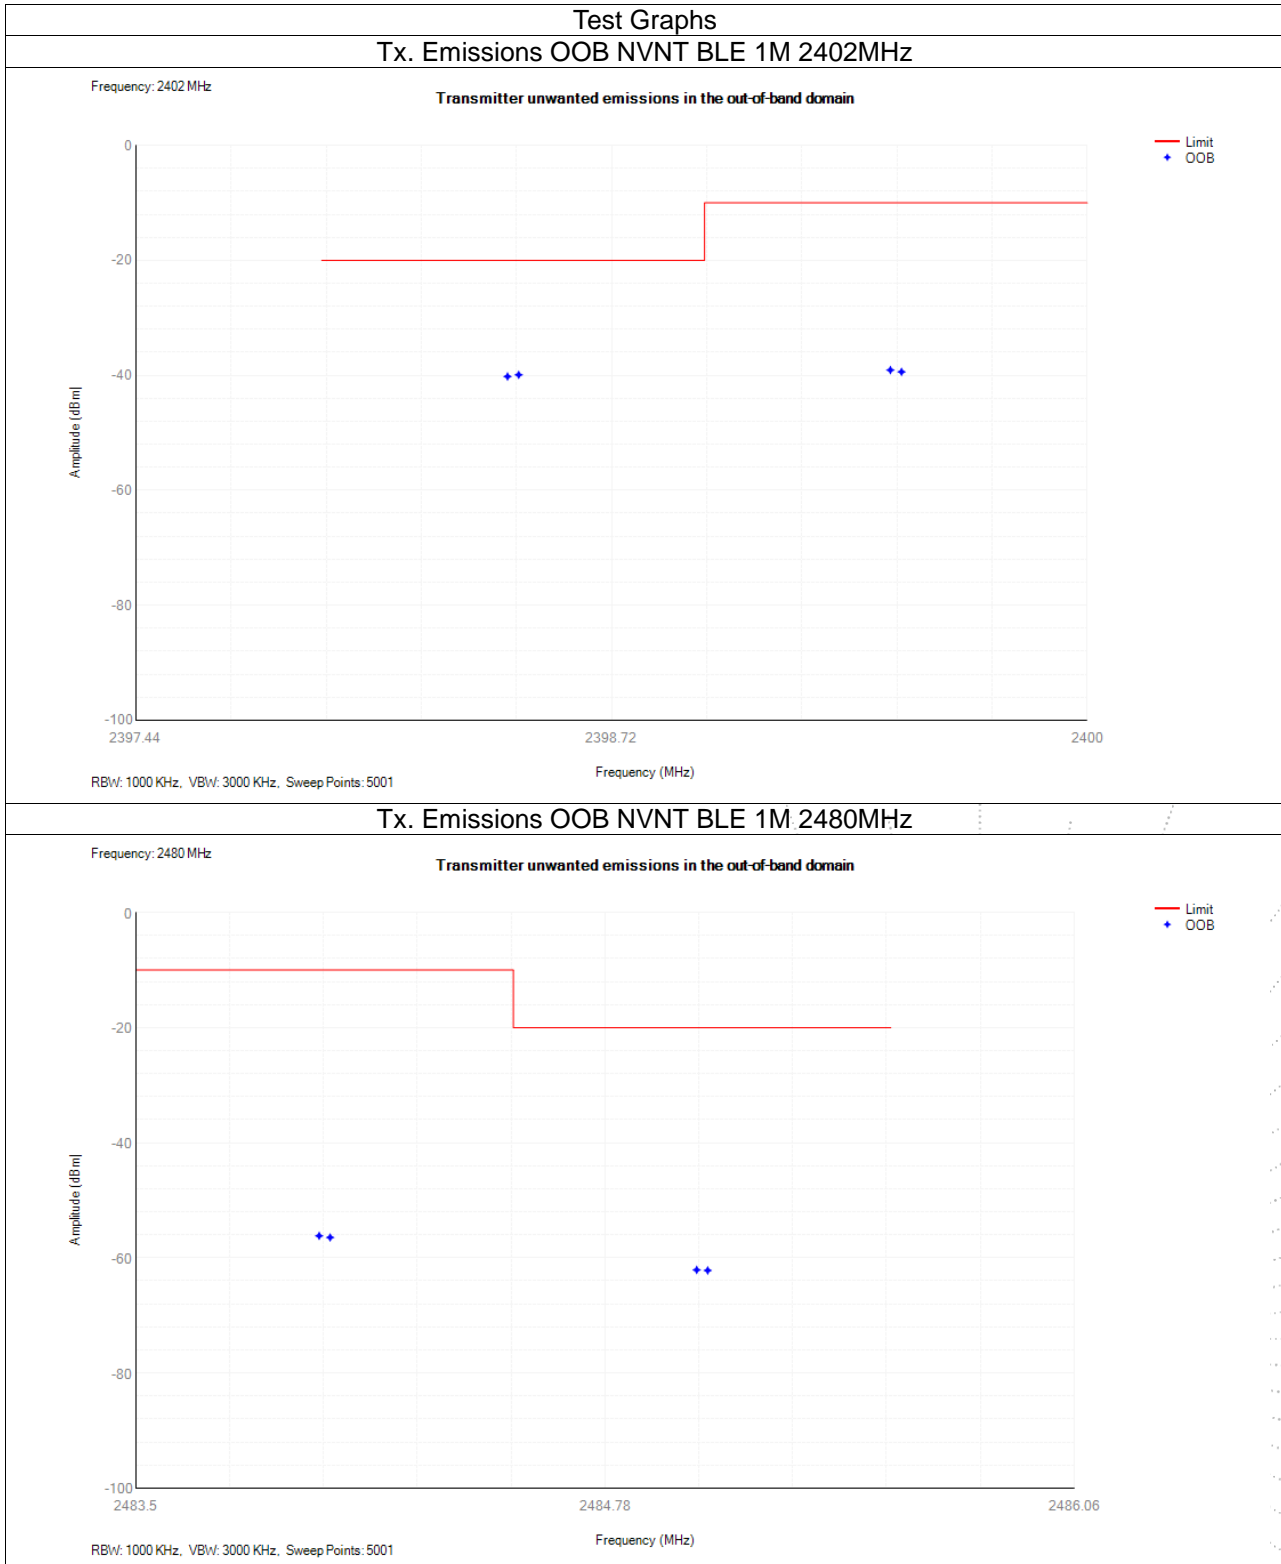 Test Graphs
Tx. Emissions OOB NVNT BLE 1M 2402MHz
Frequency: 2402 MHz
Transmitter unwanted emissions in the out-of-band domain
Limit
OOB
0
-20
-40
-60
-80
-100
Amplitude (dBm)
2397.44 2398.72 2400
Frequency (MHz)
RBW: 1000 KHz, VBW: 3000 KHz, Sweep Points: 5001
Tx. Emissions OOB NVNT BLE 1M 2480MHz
Frequency: 2480 MHz
Transmitter unwanted emissions in the out-of-band domain
Limit
OOB
0
-20
-40
-60
-80
-100
Amplitude (dBm)
2483.5 2484.78 2486.06
Frequency (MHz)
RBW: 1000 KHz, VBW: 3000 KHz, Sweep Points: 5001